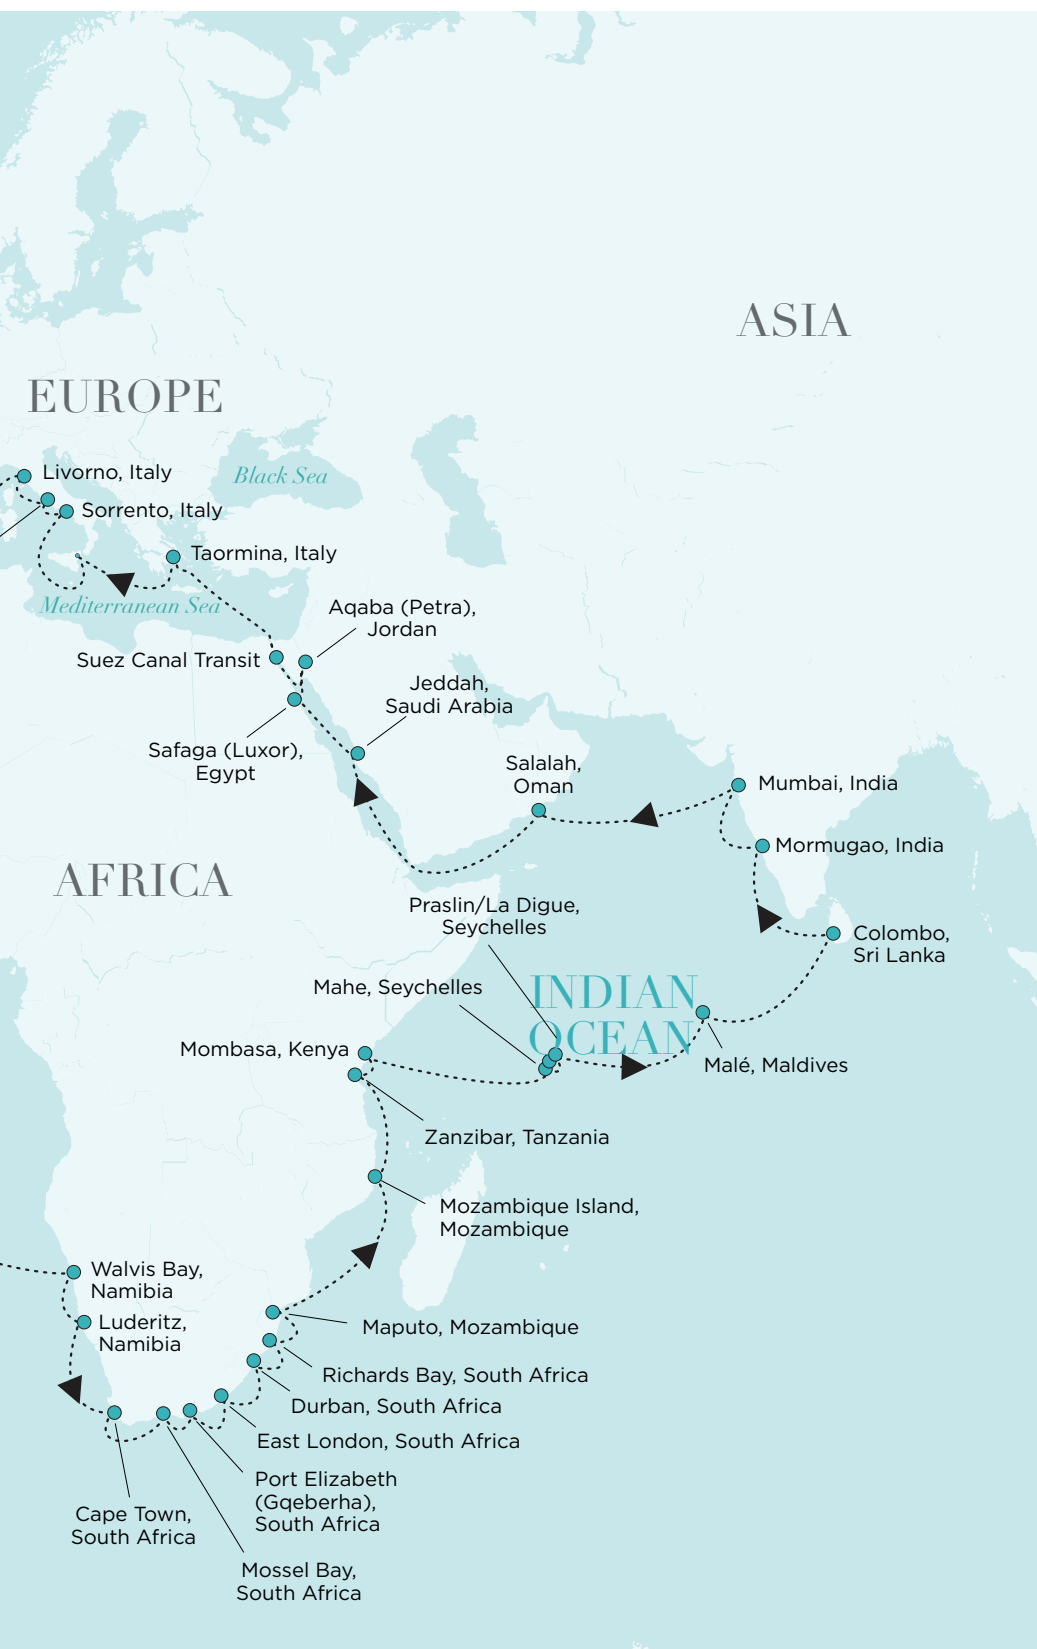 ASIA
EUROPE
Livorno, Italy
Black Sea
Sorrento, Italy
Taormina, Italy
Mediterranean Sea
Aqaba (Petra),
Jordan
Suez Canal Transit
Jeddah,
Saudi Arabia
Safaga (Luxor),
Egypt
Salalah,
Oman
Mumbai, India
Mormugao, India
AFRICA
Praslin/La Digue,
Seychelles
Colombo,
Sri Lanka
Mahe, Seychelles
INDIAN
OCEAN
Mombasa, Kenya
Malé, Maldives
Zanzibar, Tanzania
Mozambique Island,
Mozambique
Walvis Bay,
Namibia
Luderitz,
Namibia
Maputo, Mozambique
Richards Bay, South Africa
Durban, South Africa
East London, South Africa
Port Elizabeth
(Gqeberha),
South Africa
Cape Town,
South Africa
Mossel Bay,
South Africa